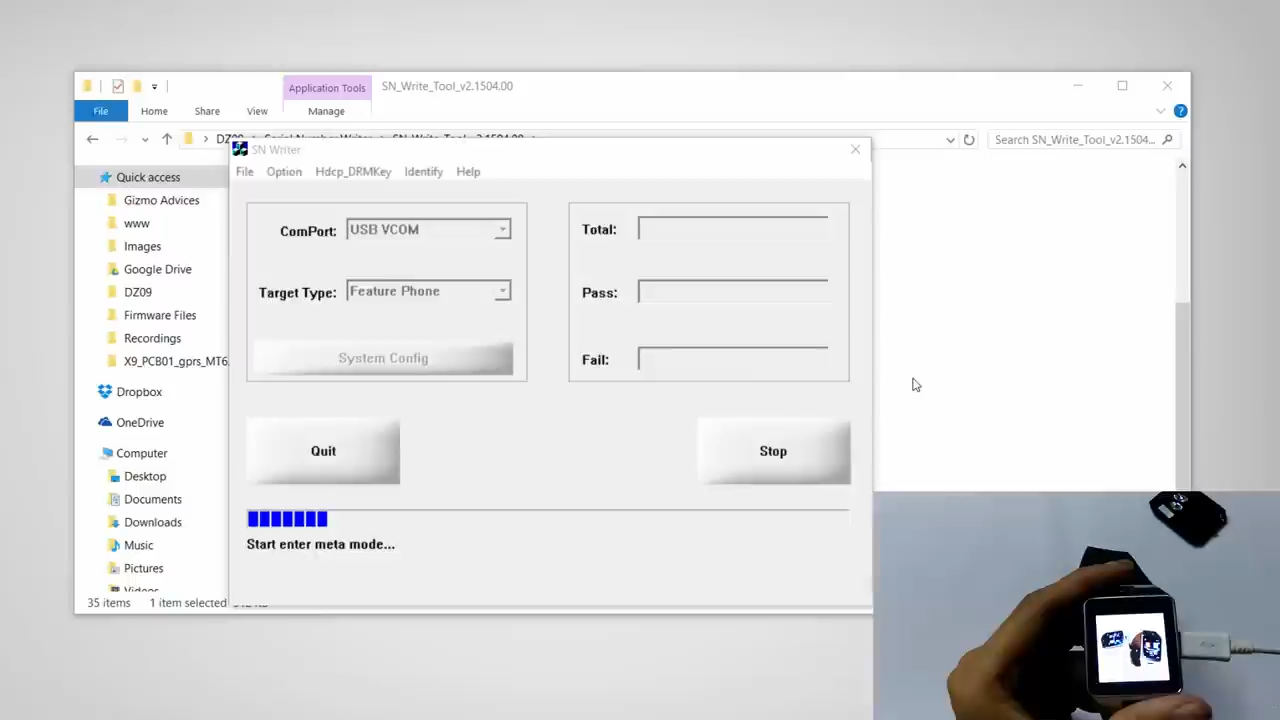 Application Tools
SN_Write_Tool_v2.1504.00
File
Home
Share
View
Manage
Search SN_Write_Tool_v2.1504...
SN Writer
File
Option
Hdcp_DRMKey
Identify
Help
Quick access
Gizmo Advices
www
Images
Google Drive
DZ09
Firmware Files
Recordings
X9_PCB01_gprs_MT6
Dropbox
OneDrive
Computer
Desktop
Documents
Downloads
Music
Pictures
Videos
35 items
1 item selected
ComPort:
USB VCOM
Target Type:
Feature Phone
System Config
Total:
Pass:
Fail:
Quit
Stop
Start enter meta mode...